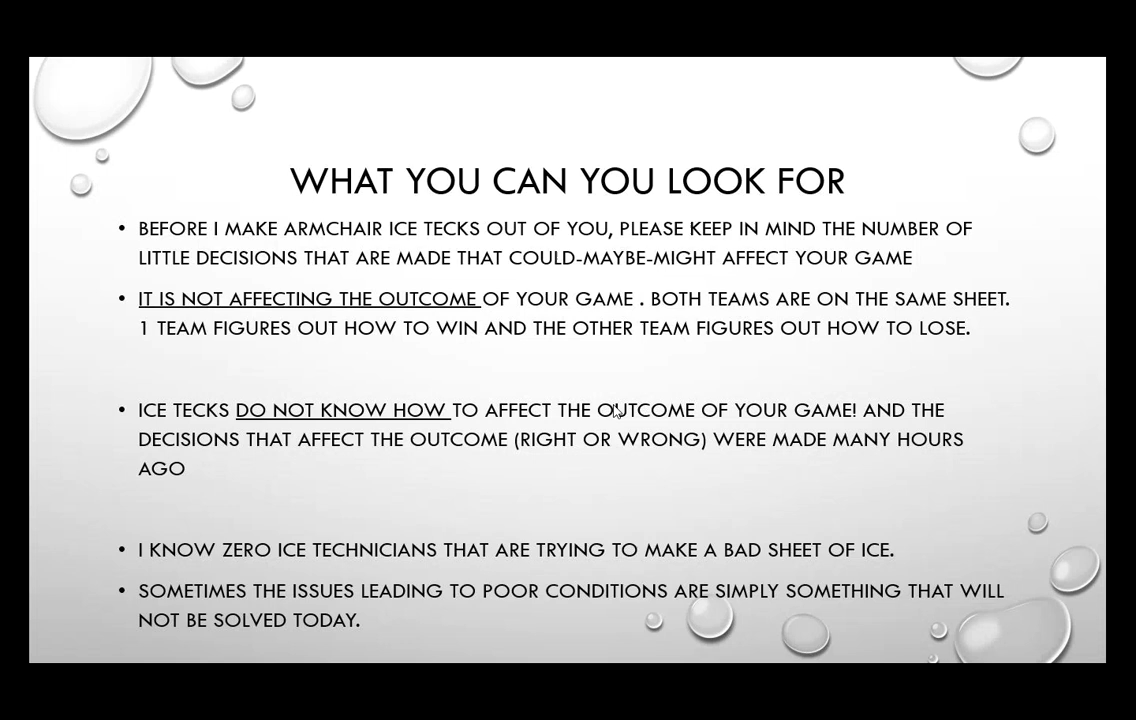 WHAT YOU CAN YOU LOOK FOR
• BEFORE I MAKE ARMCHAIR ICE TECKS OUT OF YOU, PLEASE KEEP IN MIND THE NUMBER OF
LITTLE DECISIONS THAT ARE MADE THAT COULD-MAYBE-MIGHT AFFECT YOUR GAME
• IT IS NOT AFFECTING THE OUTCOME OF YOUR GAME . BOTH TEAMS ARE ON THE SAME SHEET.
1 TEAM FIGURES OUT HOW TO WIN AND THE OTHER TEAM FIGURES OUT HOW TO LOSE.
• ICE TECKS DO NOT KNOW HOW TO AFFECT THE OUTCOME OF YOUR GAME! AND THE
DECISIONS THAT AFFECT THE OUTCOME (RIGHT OR WRONG) WERE MADE MANY HOURS
AGO
• I KNOW ZERO ICE TECHNICIANS THAT ARE TRYING TO MAKE A BAD SHEET OF ICE.
• SOMETIMES THE ISSUES LEADING TO POOR CONDITIONS ARE SIMPLY SOMETHING THAT WILL
NOT BE SOLVED TODAY.